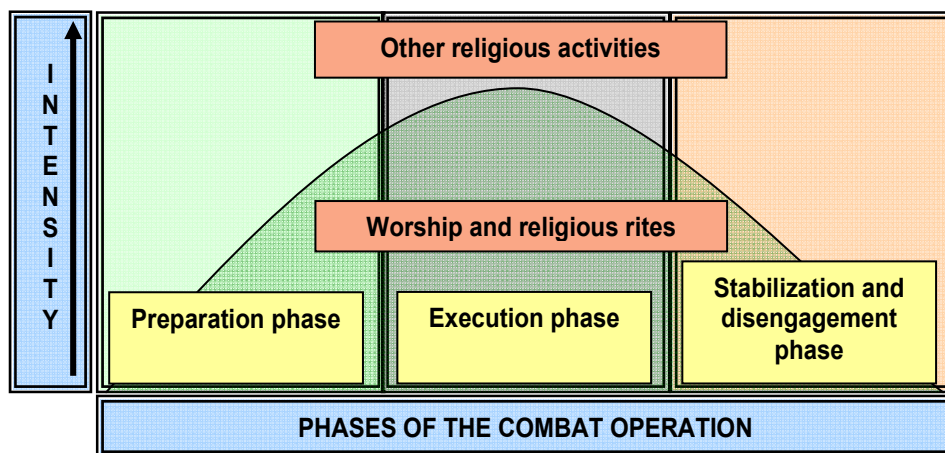 INTENSITY
Other religious activities
Worship and religious rites
Preparation phase
Execution phase
Stabilization and
disengagement
phase
PHASES OF THE COMBAT OPERATION